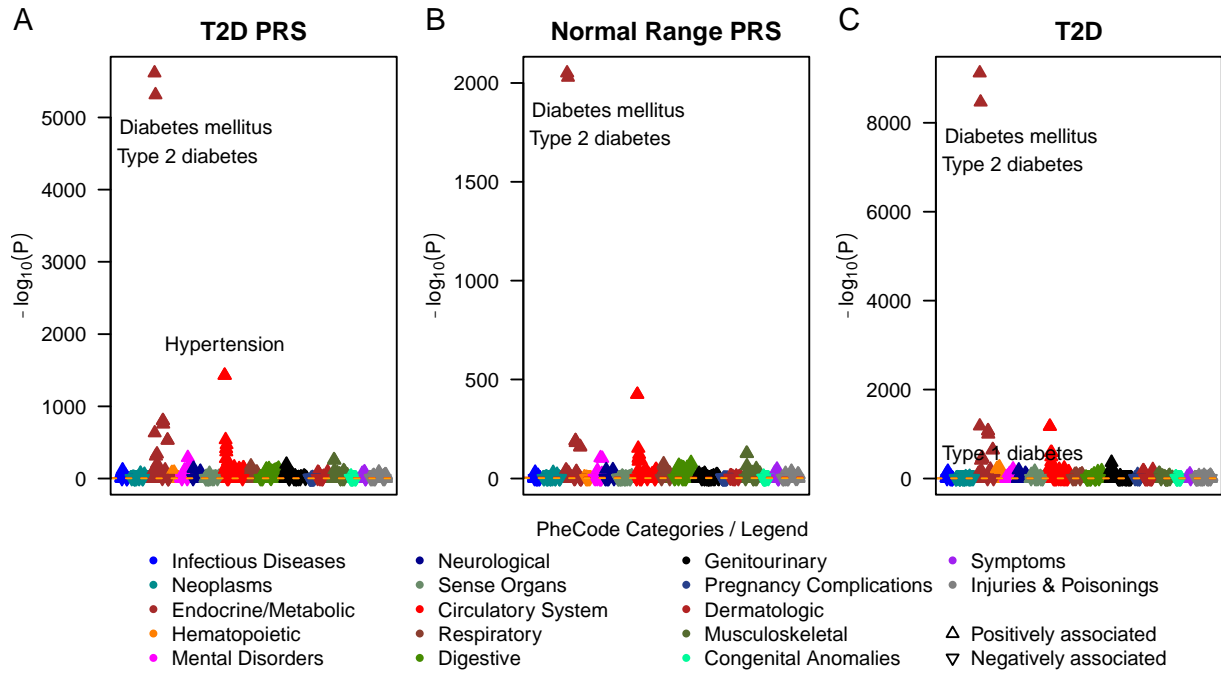 A
T2D PRS
- log10(P)
5000
4000
3000
2000
1000
0
Diabetes mellitus
Type 2 diabetes
Hypertension
B
Normal Range PRS
- log10(P)
2000
1500
1000
500
0
Diabetes mellitus
Type 2 diabetes
C
T2D
- log10(P)
8000
6000
4000
2000
0
Diabetes mellitus
Type 2 diabetes
Type 1 diabetes
PheCode Categories / Legend
Infectious Diseases
Neoplasms
Endocrine/Metabolic
Hematopoietic
Mental Disorders
Neurological
Sense Organs
Circulatory System
Respiratory
Digestive
Genitourinary
Pregnancy Complications
Dermatologic
Musculoskeletal
Congenital Anomalies
Symptoms
Injuries & Poisonings
Positively associated
Negatively associated